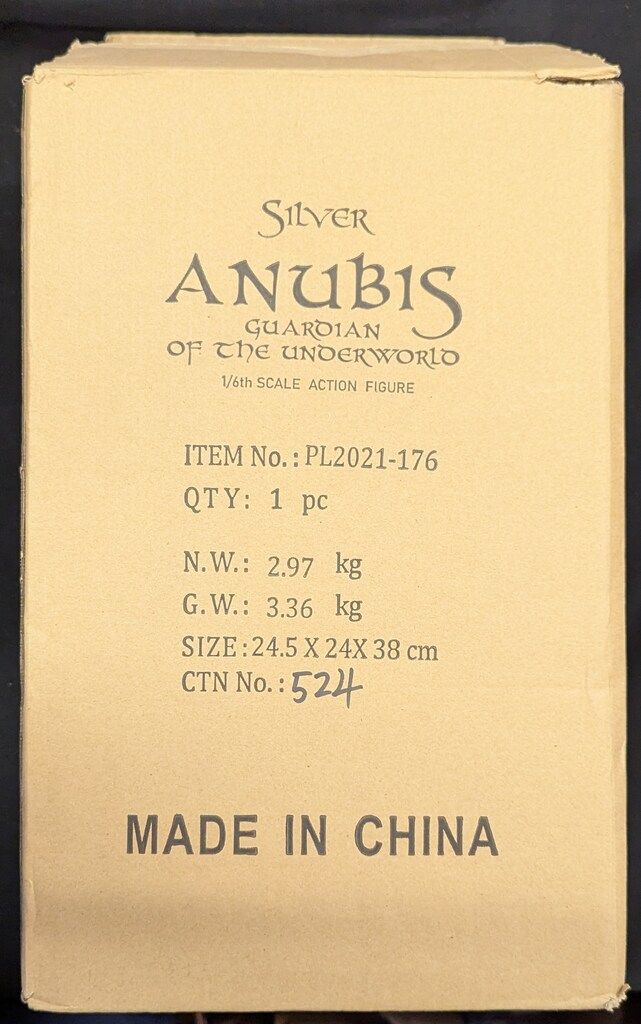 SILVER
ANUBIS
GUARDIAN
OF THE UNDERWORLD
1/6th SCALE ACTION FIGURE
ITEM No.: PL2021-176
QTY: 1 pc
N.W.: 2.97 kg
G.W.: 3.36 kg
SIZE:24.5 X 24X 38 cm
CTN No.: 524
MADE IN CHINA